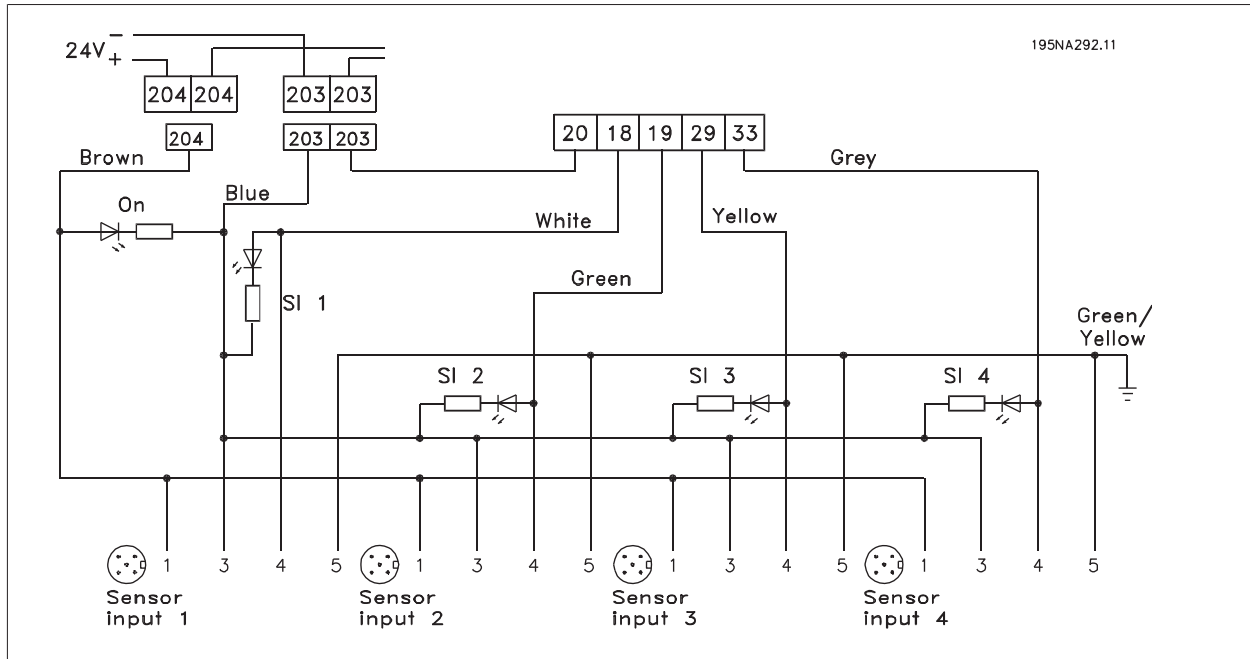 195NA292.11
24V - +
204 204 203 203
204 203 203
20 18 19 29 33
Brown
Grey
Blue
On
White
Yellow
Green
SI 1
Green/
Yellow
SI 2
SI 3
SI 4
1 3 4 5 1 3 4 5 1 3 4 5 1 3 4 5
Sensor
input 1
Sensor
input 2
Sensor
input 3
Sensor
input 4